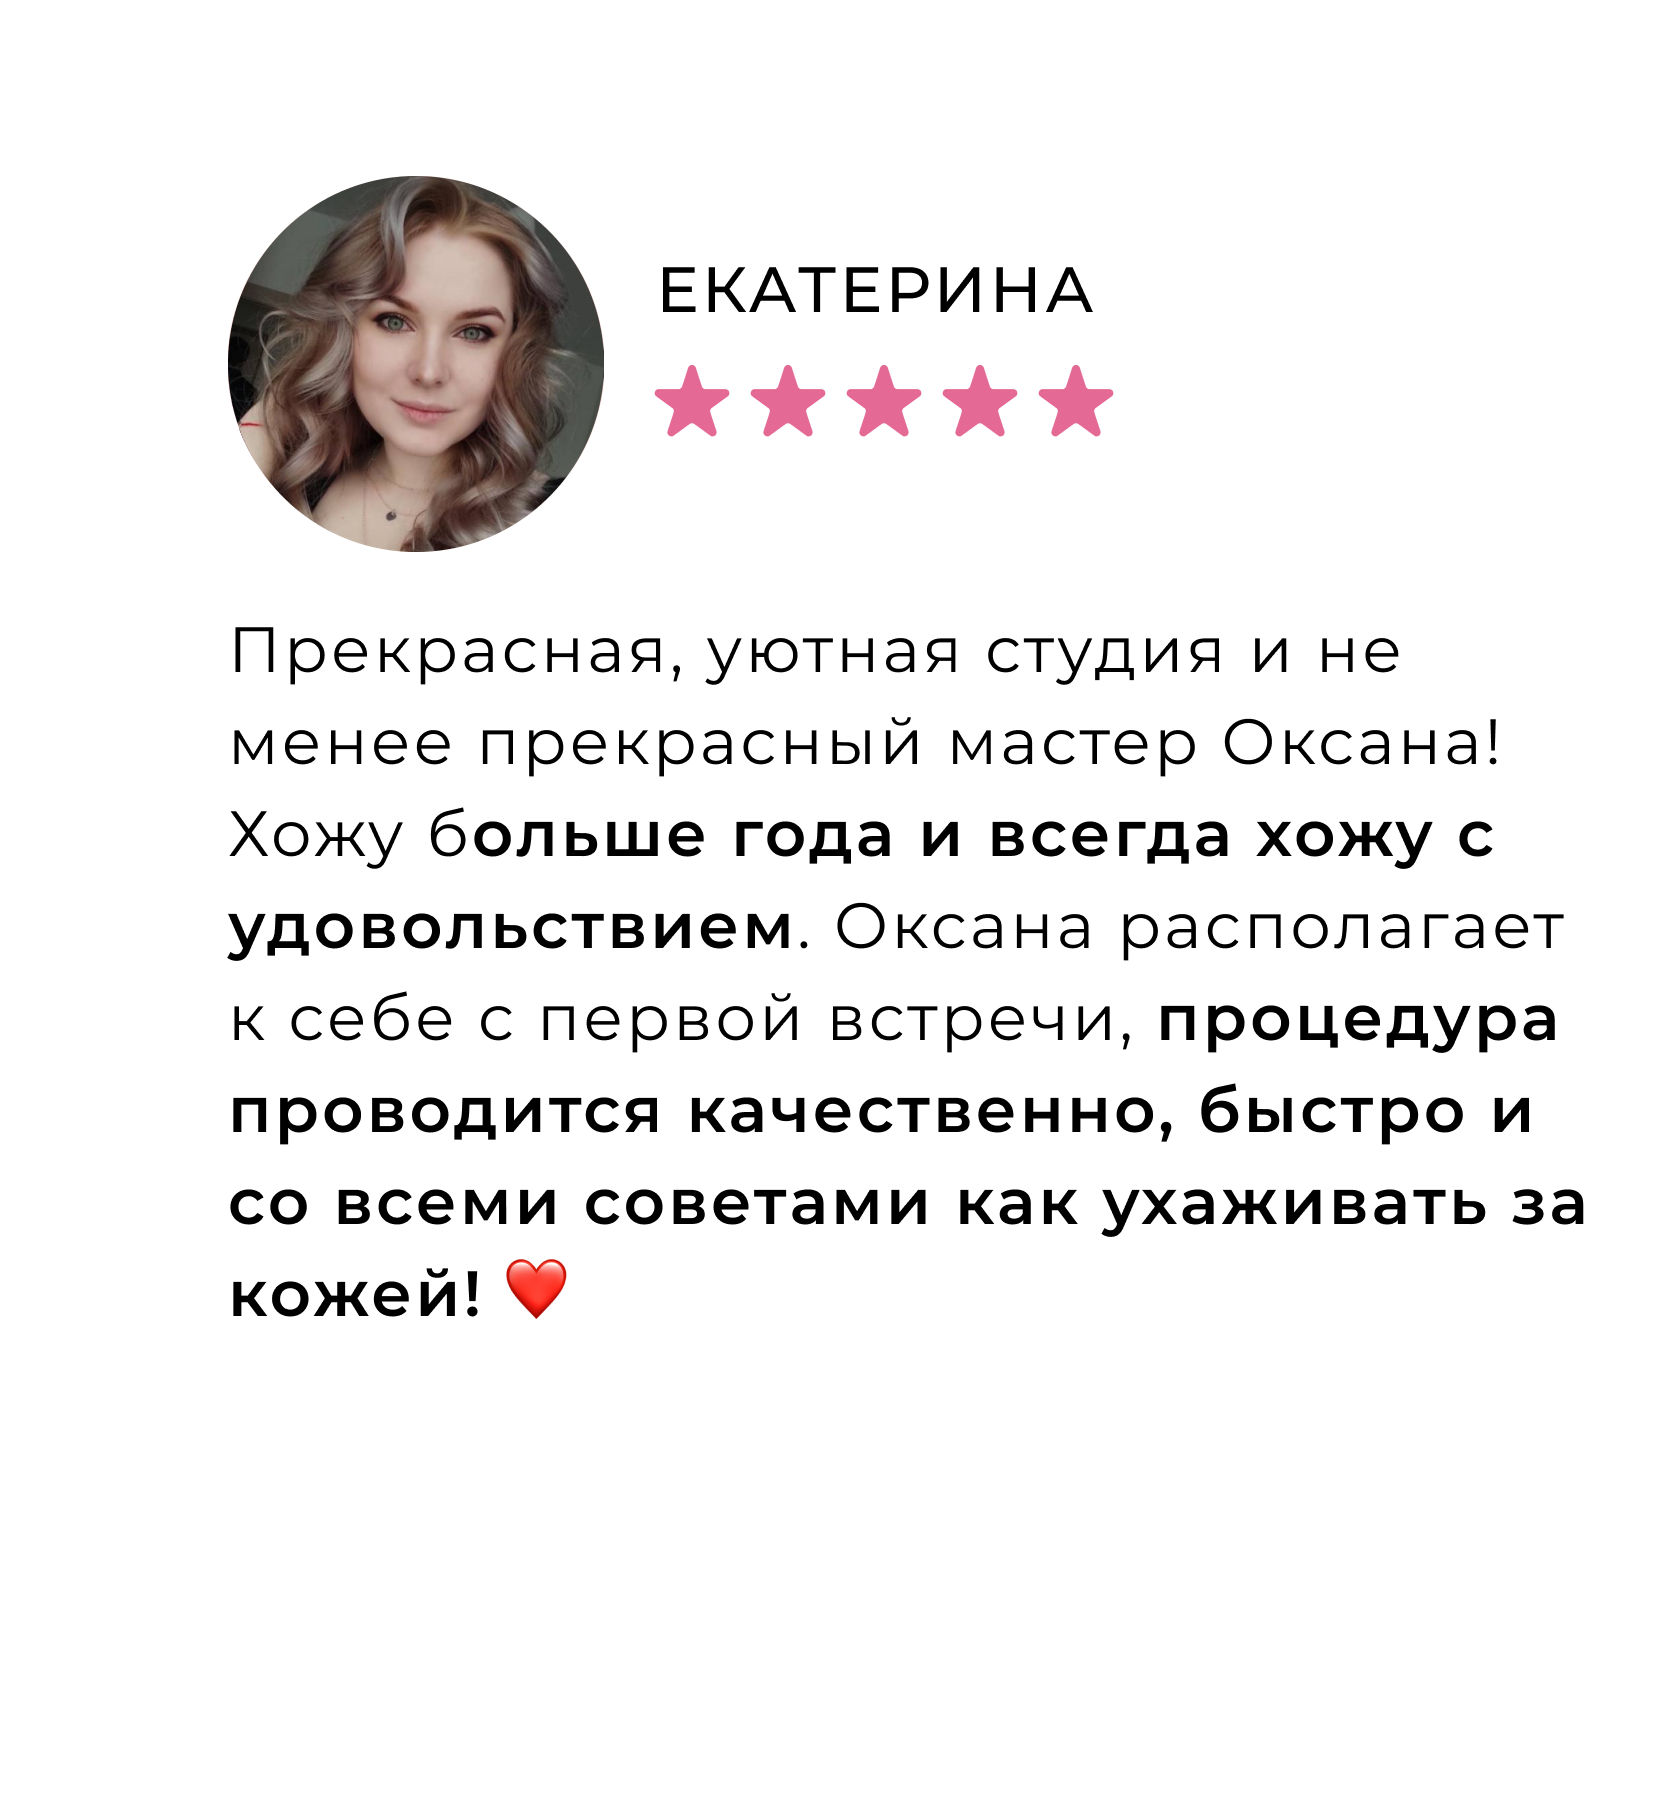 ЕКАТЕРИНА
Прекрасная, уютная студия и не
менее прекрасный мастер Оксана!
Хожу больше года и всегда хожу с
удовольствием. Оксана располагает
к себе с первой встречи, процедура
проводится качественно, быстро и
со всеми советами как ухаживать за
кожей! ❤️